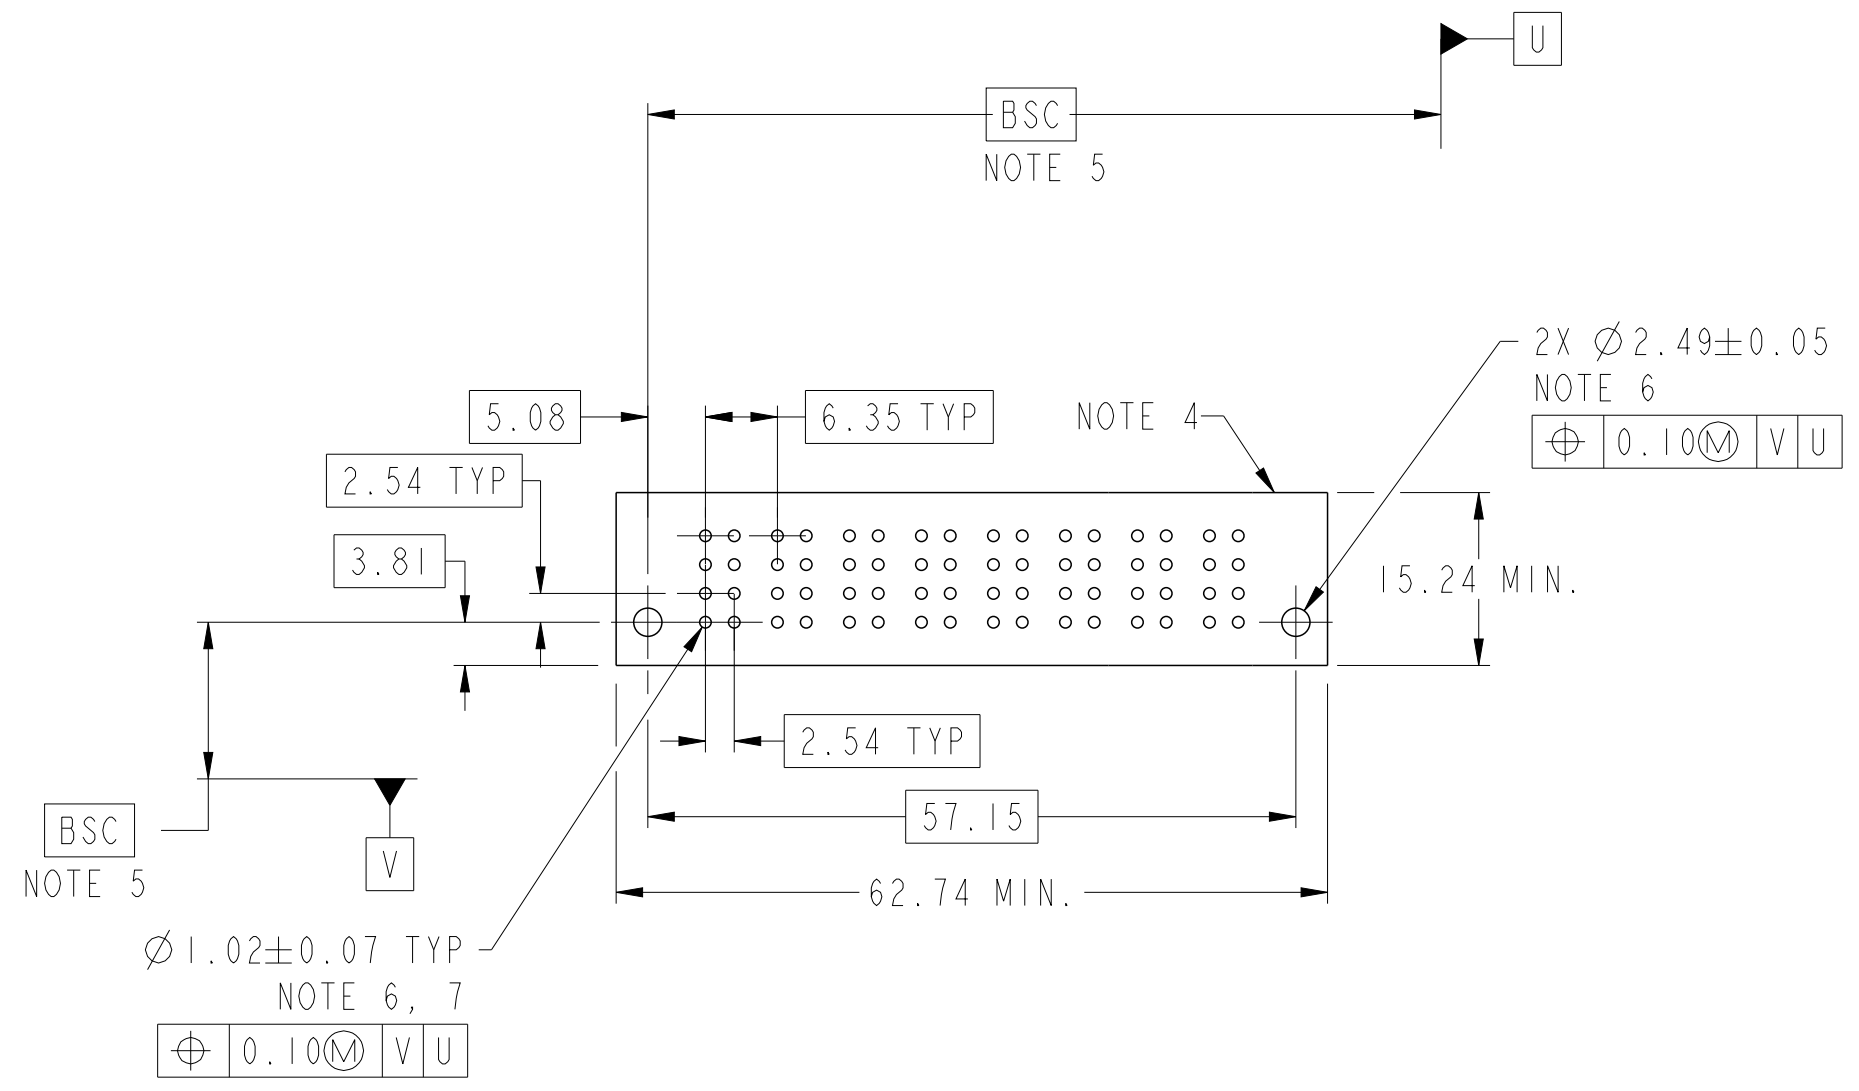 U
BSC
NOTE 5
2X ⌀2.49±0.05
NOTE 6
⌖ 0.10Ⓜ V U
5.08
6.35 TYP
NOTE 4
2.54 TYP
3.81
15.24 MIN.
2.54 TYP
57.15
BSC
NOTE 5
V
62.74 MIN.
⌀1.02±0.07 TYP
NOTE 6, 7
⌖ 0.10Ⓜ V U